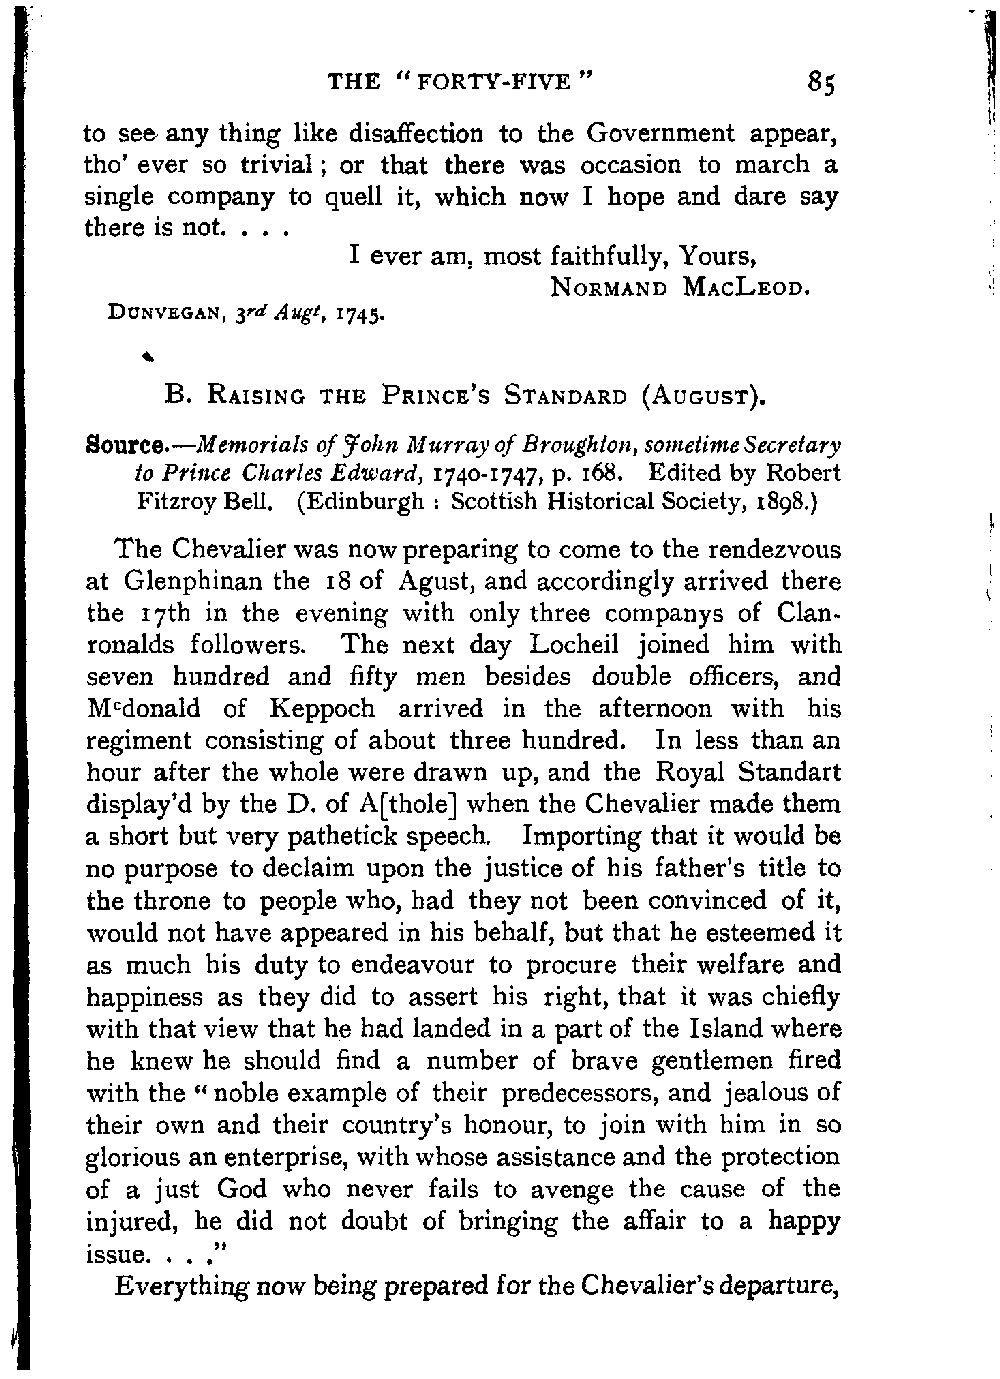 THE "FORTY-FIVE" 85
to see any thing like disaffection to the Government appear,
tho' ever so trivial; or that there was occasion to march a
single company to quell it, which now I hope and dare say
there is not. . . .
I ever am, most faithfully, Yours,
NORMAND MACLEOD.
DUNVEGAN, 3rd Augt, 1745.
B. RAISING THE PRINCE'S STANDARD (AUGUST).
Source.—Memorials of John Murray of Broughton, sometime Secretary
to Prince Charles Edward, 1740-1747, p. 168. Edited by Robert
Fitzroy Bell. (Edinburgh: Scottish Historical Society, 1898.)
The Chevalier was now preparing to come to the rendezvous
at Glenphinan the 18 of Agust, and accordingly arrived there
the 17th in the evening with only three companys of Clan-
ronalds followers. The next day Locheil joined him with
seven hundred and fifty men besides double officers, and
Mcdonald of Keppoch arrived in the afternoon with his
regiment consisting of about three hundred. In less than an
hour after the whole were drawn up, and the Royal Standart
display'd by the D. of A[thole] when the Chevalier made them
a short but very pathetick speech. Importing that it would be
no purpose to declaim upon the justice of his father's title to
the throne to people who, had they not been convinced of it,
would not have appeared in his behalf, but that he esteemed it
as much his duty to endeavour to procure their welfare and
happiness as they did to assert his right, that it was chiefly
with that view that he had landed in a part of the Island where
he knew he should find a number of brave gentlemen fired
with the "noble example of their predecessors, and jealous of
their own and their country's honour, to join with him in so
glorious an enterprise, with whose assistance and the protection
of a just God who never fails to avenge the cause of the
injured, he did not doubt of bringing the affair to a happy
issue. . . ."
Everything now being prepared for the Chevalier's departure,